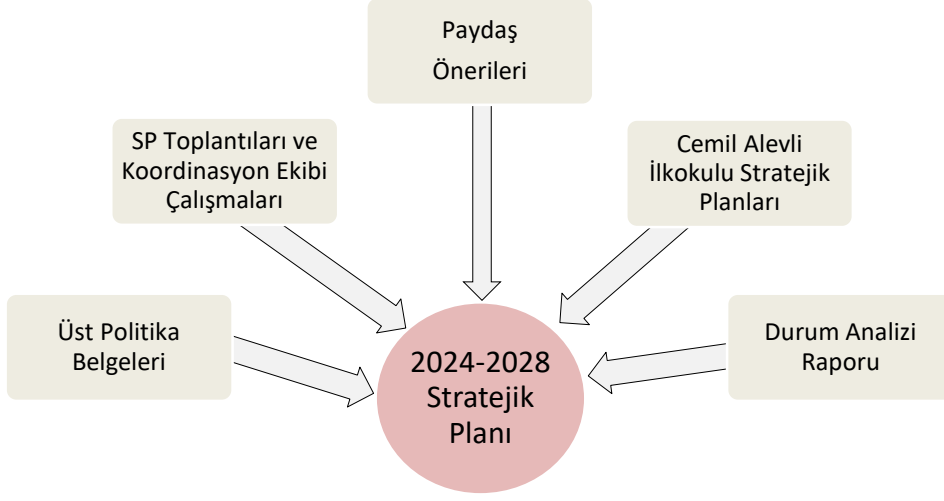 Paydaş
Önerileri
SP Toplantıları ve
Koordinasyon Ekibi
Çalışmaları
Cemil Alevli
İlkokulu Stratejik
Planları
Üst Politika
Belgeleri
2024-2028
Stratejik
Planı
Durum Analizi
Raporu